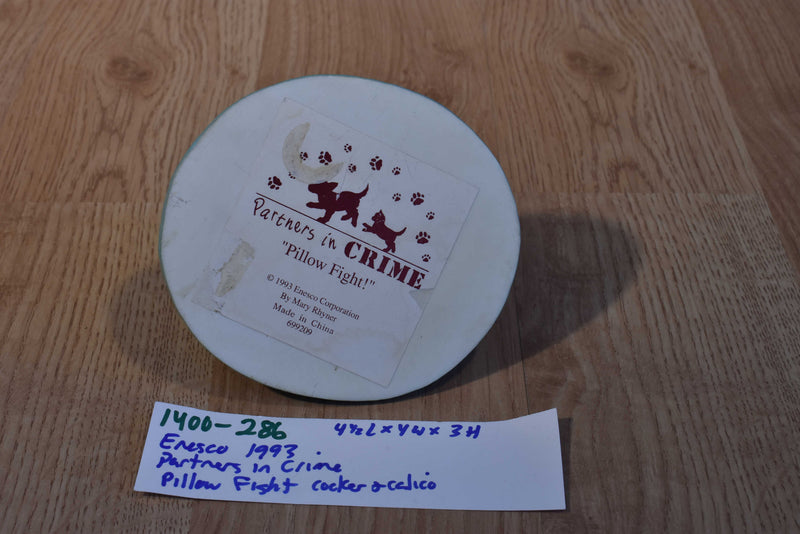 Partners in CRIME
"Pillow Fight!"
© 1993 Enesco Corporation
By Mary Rhyner
Made in China
699209
1400-286 4½L x 4W x 3H
Enesco 1993
Partners in Crime
Pillow Fight cocker & calico